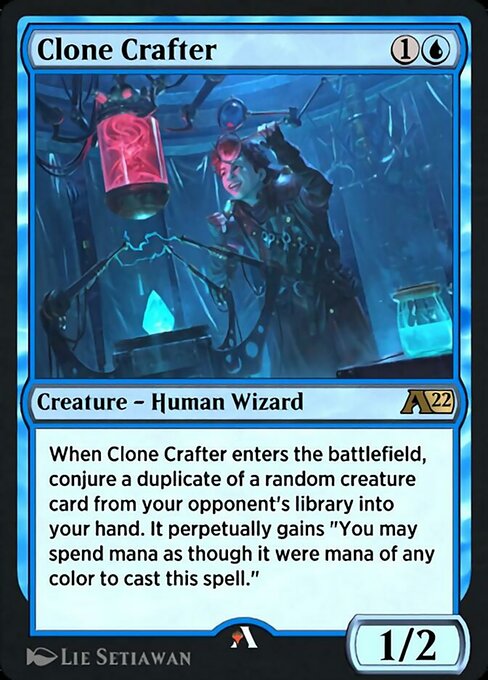 Clone Crafter 1
Creature – Human Wizard A22
When Clone Crafter enters the battlefield,
conjure a duplicate of a random creature
card from your opponent's library into
your hand. It perpetually gains "You may
spend mana as though it were mana of any
color to cast this spell."
Lie Setiawan
1/2